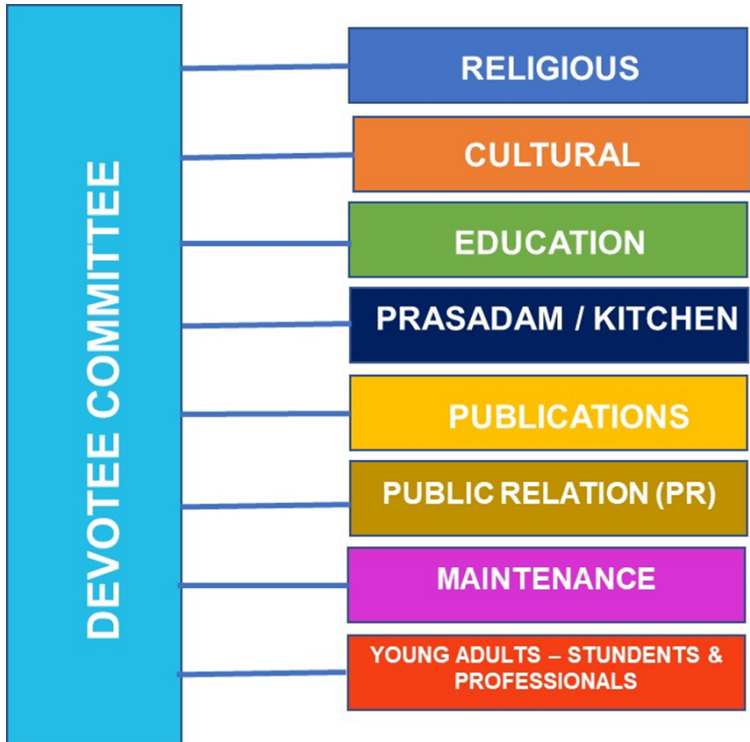 DEVOTEE COMMITTEE
RELIGIOUS
CULTURAL
EDUCATION
PRASADAM / KITCHEN
PUBLICATIONS
PUBLIC RELATION (PR)
MAINTENANCE
YOUNG ADULTS – STUNDENTS &
PROFESSIONALS